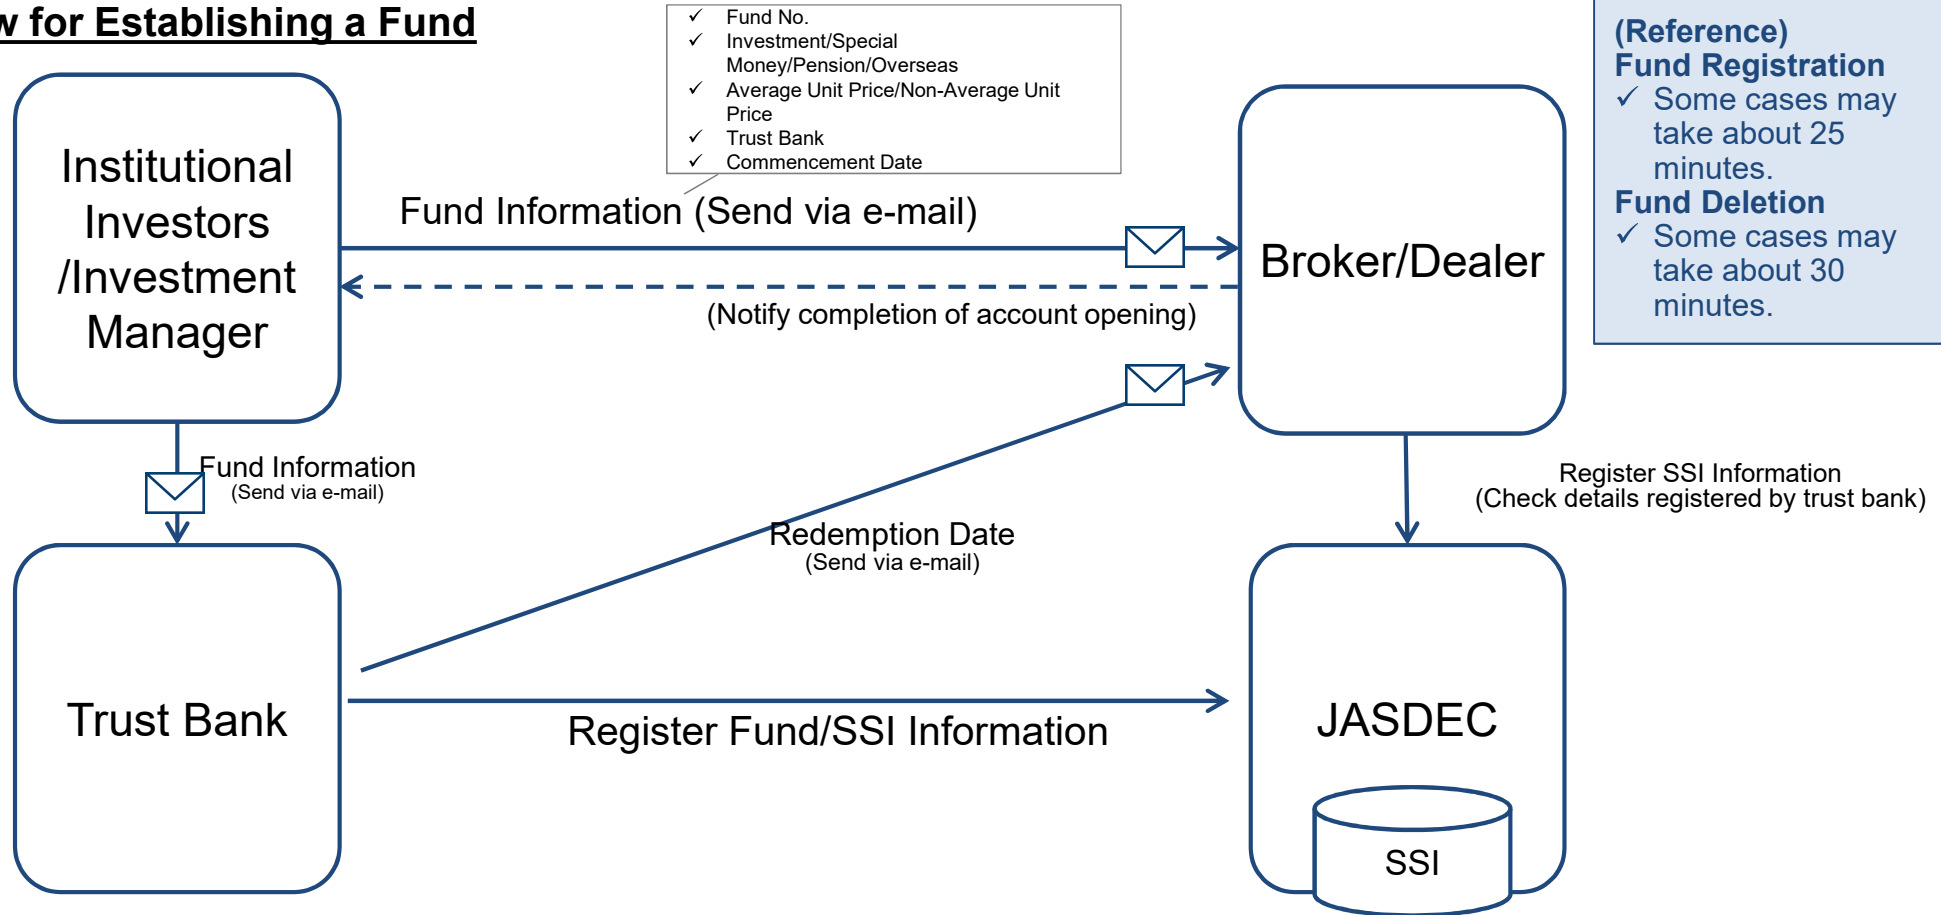 for Establishing a Fund
✓ Fund No.
✓ Investment/Special
Money/Pension/Overseas
✓ Average Unit Price/Non-Average Unit
Price
✓ Trust Bank
✓ Commencement Date
(Reference)
Fund Registration
✓ Some cases may
take about 25
minutes.
Fund Deletion
✓ Some cases may
take about 30
minutes.
Institutional
Investors
/Investment
Manager
Fund Information (Send via e-mail)
Broker/Dealer
(Notify completion of account opening)
Fund Information
(Send via e-mail)
Register SSI Information
(Check details registered by trust bank)
Redemption Date
(Send via e-mail)
Trust Bank
Register Fund/SSI Information
JASDEC
SSI